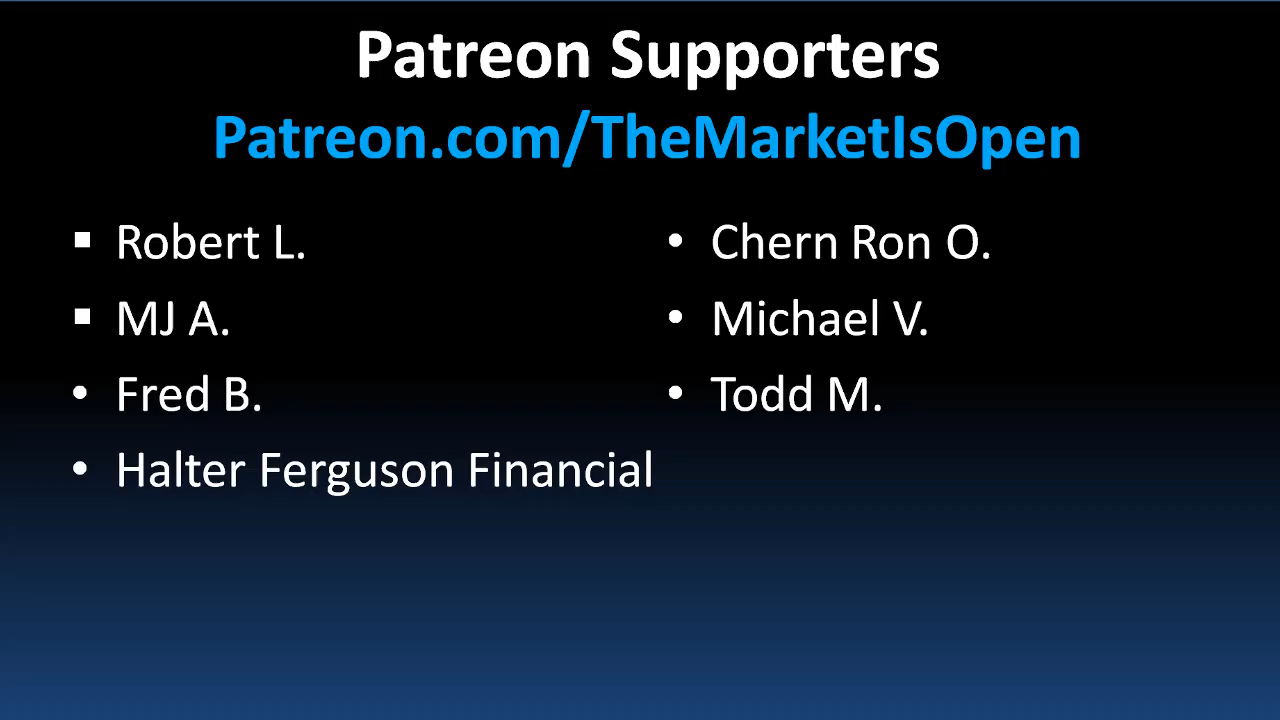 Patreon Supporters
Patreon.com/TheMarketIsOpen
▪ Robert L.
▪ MJ A.
• Fred B.
• Halter Ferguson Financial
• Chern Ron O.
• Michael V.
• Todd M.